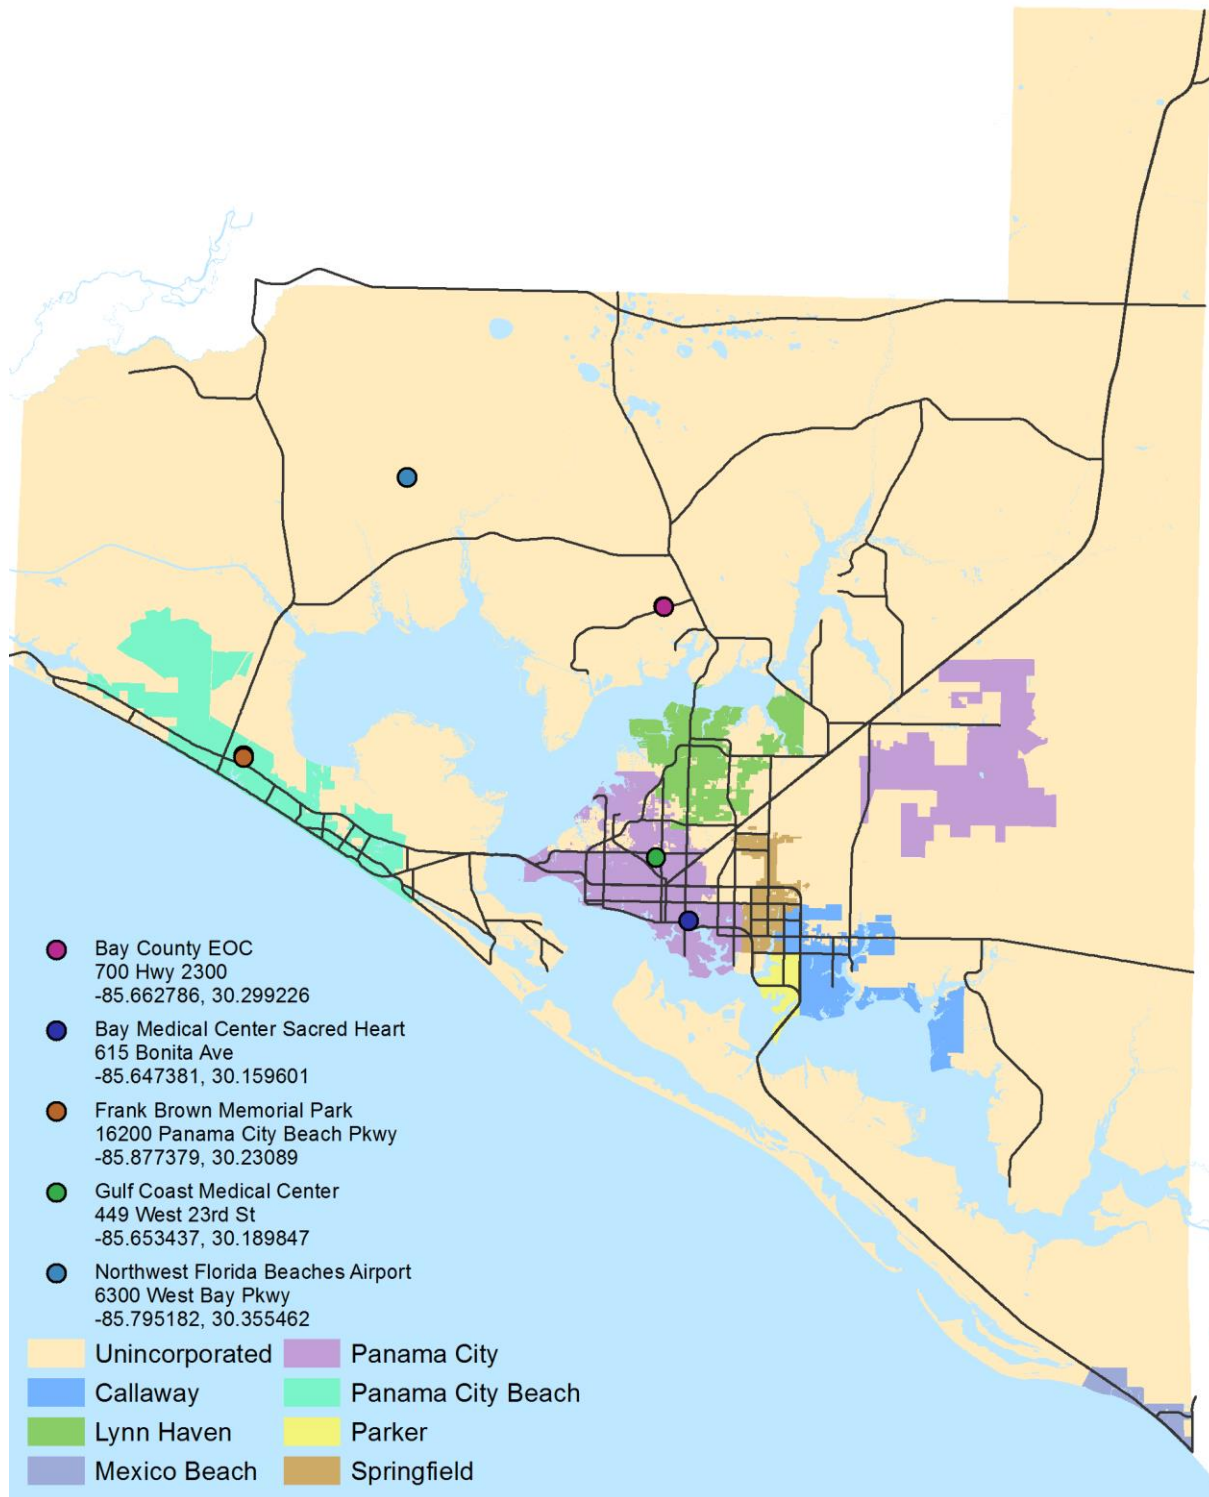 Bay County EOC
700 Hwy 2300
-85.662786, 30.299226
Bay Medical Center Sacred Heart
615 Bonita Ave
-85.647381, 30.159601
Frank Brown Memorial Park
16200 Panama City Beach Pkwy
-85.877379, 30.23089
Gulf Coast Medical Center
449 West 23rd St
-85.653437, 30.189847
Northwest Florida Beaches Airport
6300 West Bay Pkwy
-85.795182, 30.355462
Unincorporated
Callaway
Lynn Haven
Mexico Beach
Panama City
Panama City Beach
Parker
Springfield